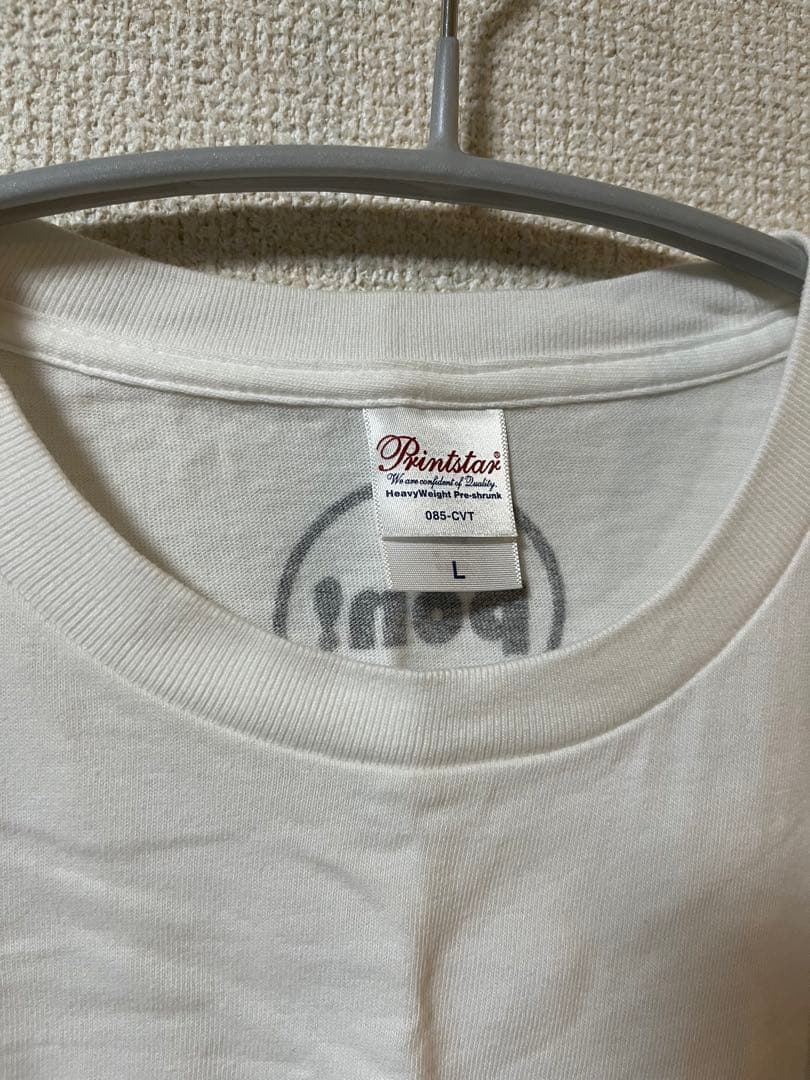 Printstar®
We are confident of Quality.
HeavyWeight Pre-shrunk
085-CVT
L